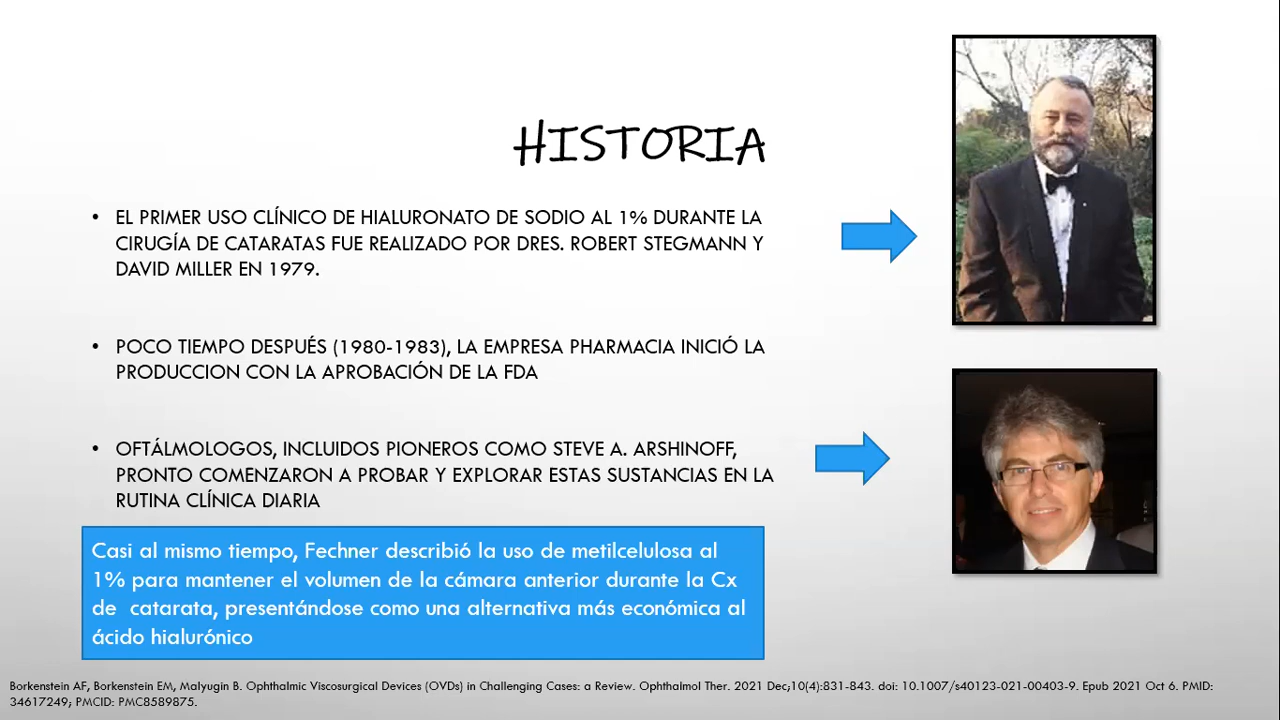 HISTORIA
• EL PRIMER USO CLÍNICO DE HIALURONATO DE SODIO AL 1% DURANTE LA
CIRUGÍA DE CATARATAS FUE REALIZADO POR DRES. ROBERT STEGMANN Y
DAVID MILLER EN 1979.
• POCO TIEMPO DESPUÉS (1980-1983), LA EMPRESA PHARMACIA INICIÓ LA
PRODUCCION CON LA APROBACIÓN DE LA FDA
• OFTÁLMOLOGOS, INCLUIDOS PIONEROS COMO STEVE A. ARSHINOFF,
PRONTO COMENZARON A PROBAR Y EXPLORAR ESTAS SUSTANCIAS EN LA
RUTINA CLÍNICA DIARIA
Casi al mismo tiempo, Fechner describió la uso de metilcelulosa al
1% para mantener el volumen de la cámara anterior durante la Cx
de catarata, presentándose como una alternativa más económica al
ácido hialurónico
Borkenstein AF, Borkenstein EM, Malyugin B. Ophthalmic Viscosurgical Devices (OVDs) in Challenging Cases: a Review. Ophthalmol Ther. 2021 Dec;10(4):831-843. doi: 10.1007/s40123-021-00403-9. Epub 2021 Oct 6. PMID:
34617249; PMCID: PMC8589875.